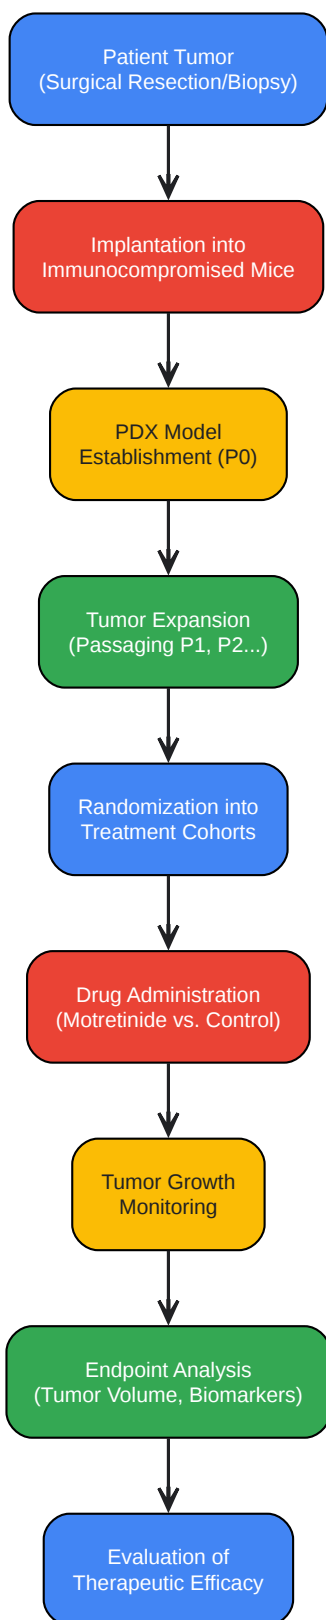 Patient Tumor
(Surgical Resection/Biopsy)
Implantation into
Immunocompromised Mice
PDX Model
Establishment (P0)
Tumor Expansion
(Passaging P1, P2...)
Randomization into
Treatment Cohorts
Drug Administration
(Motretinide vs. Control)
Tumor Growth
Monitoring
Endpoint Analysis
(Tumor Volume, Biomarkers)
Evaluation of
Therapeutic Efficacy